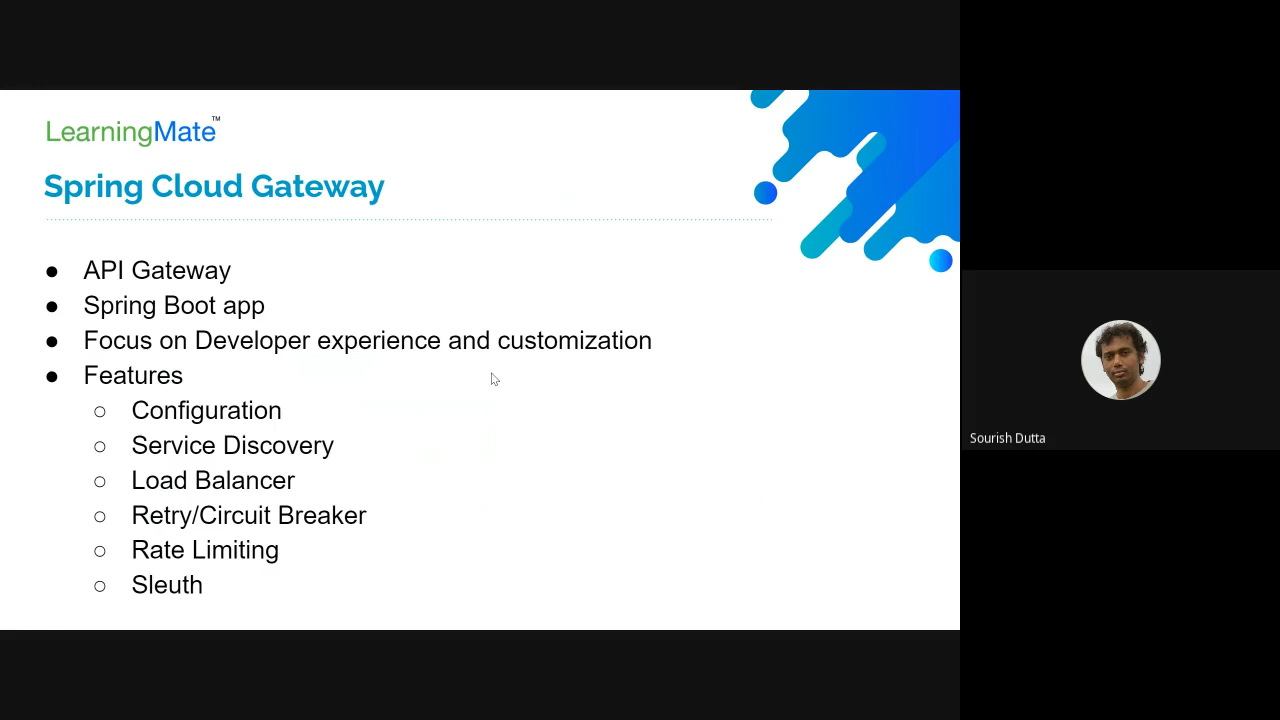 LearningMate™
Spring Cloud Gateway
● API Gateway
● Spring Boot app
● Focus on Developer experience and customization
● Features
○ Configuration
○ Service Discovery
○ Load Balancer
○ Retry/Circuit Breaker
○ Rate Limiting
○ Sleuth
Sourish Dutta